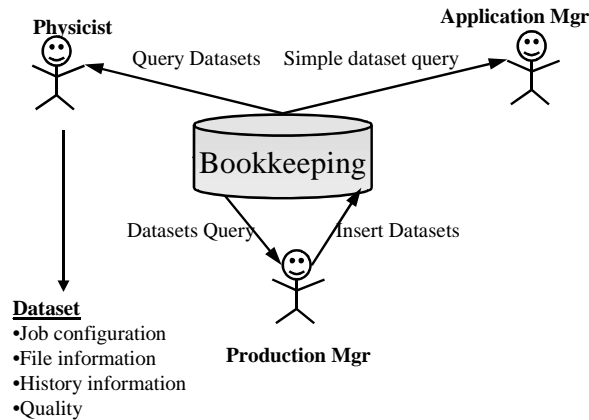 Physicist
Application Mgr
Query Datasets
Simple dataset query
Bookkeeping
Datasets Query
Insert Datasets
Production Mgr
Dataset
•Job configuration
•File information
•History information
•Quality